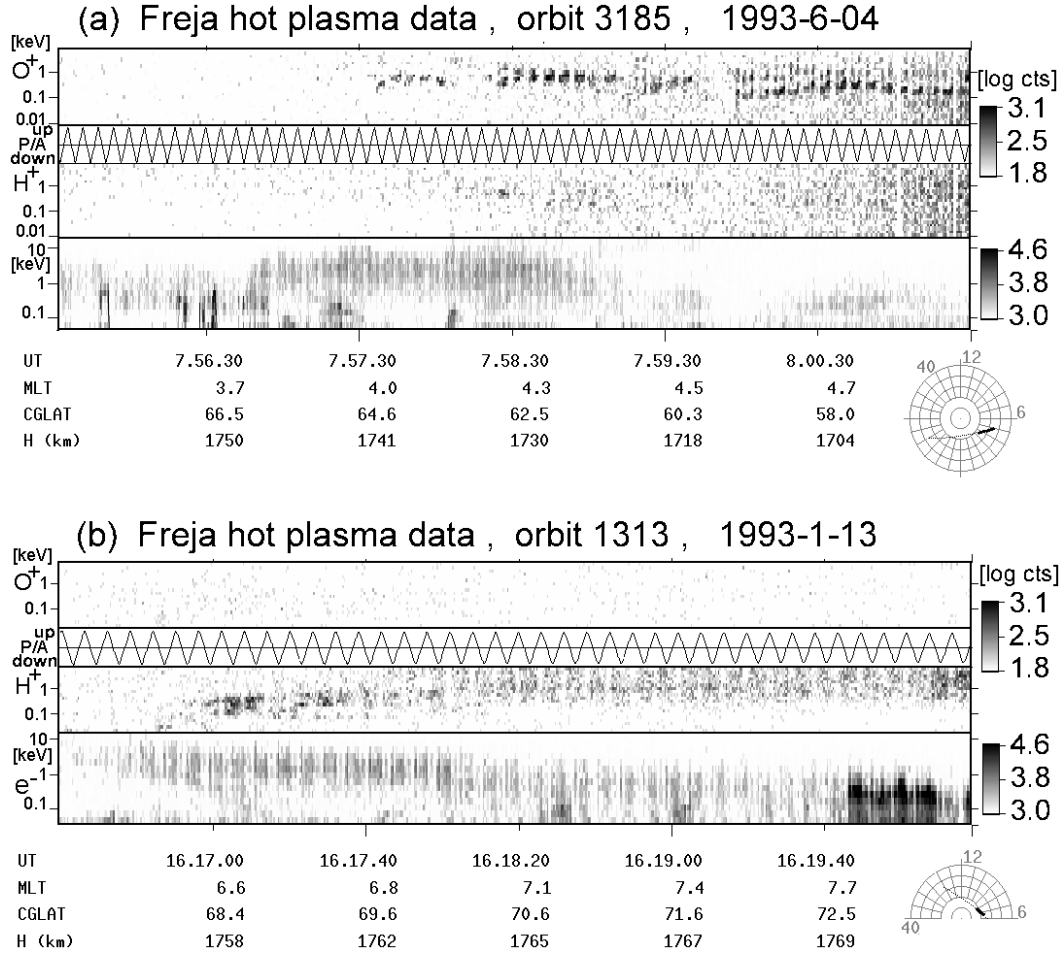 (a) Freja hot plasma data , orbit 3185 , 1993-6-04
[keV]
O+ 1
0.1
0.01
[log cts]
3.1
2.5
1.8
up
P/A
down
H+ 1
0.1
0.01
10
[keV]
1
0.1
4.6
3.8
3.0
UT 7.56.30 7.57.30 7.58.30 7.59.30 8.00.30
MLT 3.7 4.0 4.3 4.5 4.7
CGLAT 66.5 64.6 62.5 60.3 58.0
H (km) 1750 1741 1730 1718 1704
40 12 6
(b) Freja hot plasma data , orbit 1313 , 1993-1-13
[keV]
O+ 1
0.1
[log cts]
3.1
2.5
1.8
up
P/A
down
H+ 1
0.1
10
[keV]
e- 1
0.1
4.6
3.8
3.0
UT 16.17.00 16.17.40 16.18.20 16.19.00 16.19.40
MLT 6.6 6.8 7.1 7.4 7.7
CGLAT 68.4 69.6 70.6 71.6 72.5
H (km) 1758 1762 1765 1767 1769
12 6 40